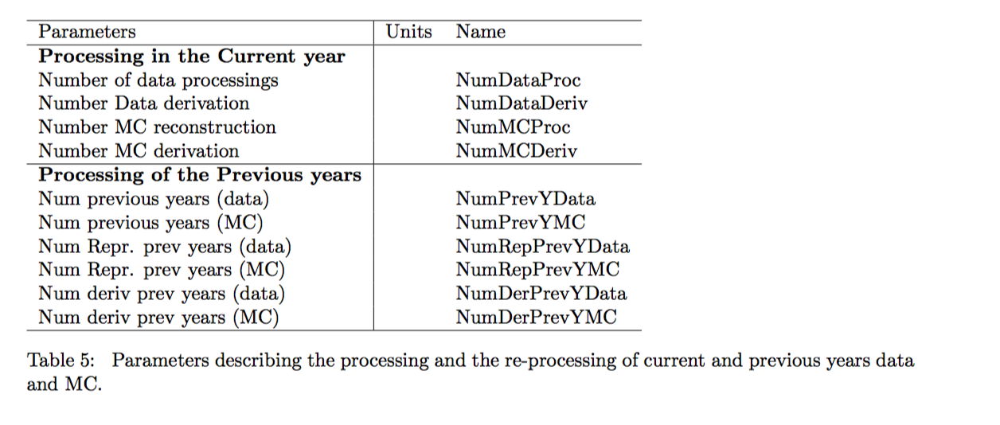 Parameters Units Name
Processing in the Current year
Number of data processings NumDataProc
Number Data derivation NumDataDeriv
Number MC reconstruction NumMCProc
Number MC derivation NumMCDeriv
Processing of the Previous years
Num previous years (data) NumPrevYData
Num previous years (MC) NumPrevYMC
Num Repr. prev years (data) NumRepPrevYData
Num Repr. prev years (MC) NumRepPrevYMC
Num deriv prev years (data) NumDerPrevYData
Num deriv prev years (MC) NumDerPrevYMC
Table 5: Parameters describing the processing and the re-processing of current and previous years data
and MC.